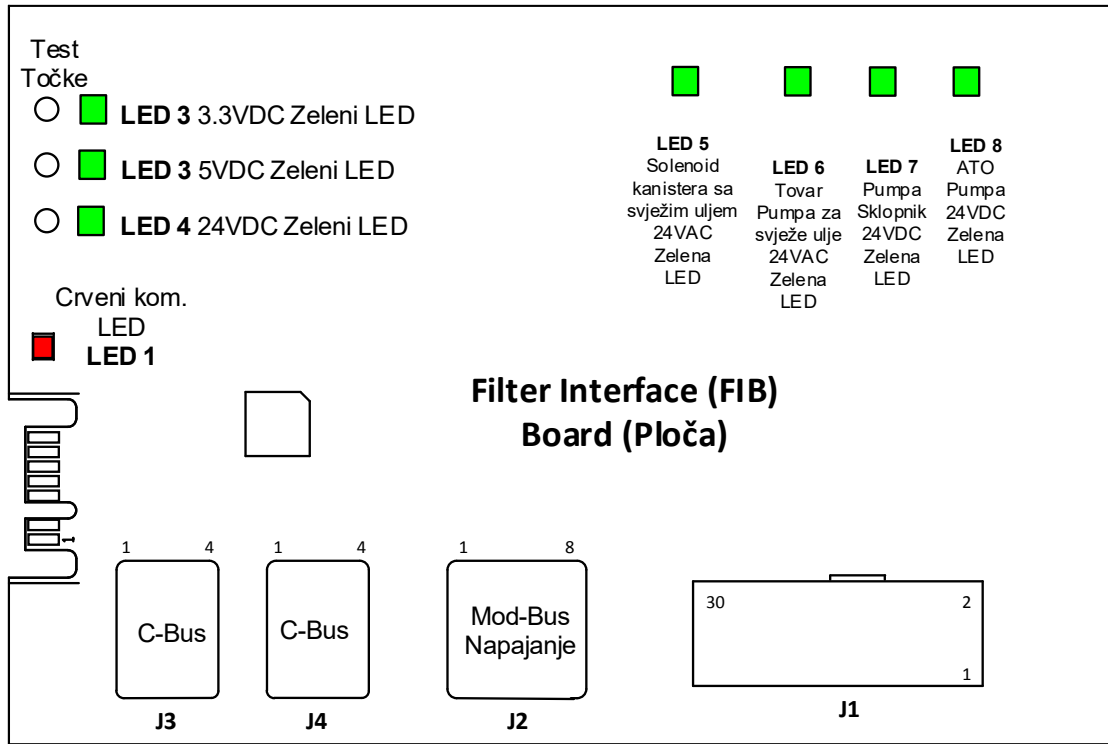 Test
Točke
LED 3 3.3VDC Zeleni LED
LED 3 5VDC Zeleni LED
LED 4 24VDC Zeleni LED
Crveni kom.
LED
LED 1
LED 5
Solenoid
kanistera sa
svježim uljem
24VAC
Zelena
LED
LED 6
Tovar
Pumpa za
svježe ulje
24VAC
Zelena
LED
LED 7
Pumpa
Sklopnik
24VDC
Zelena
LED
LED 8
ATO
Pumpa
24VDC
Zelena
LED
Filter Interface (FIB)
Board (Ploča)
1
1 4
C-Bus
J3
1 4
C-Bus
J4
1 8
Mod-Bus
Napajanje
J2
30 2
1
J1